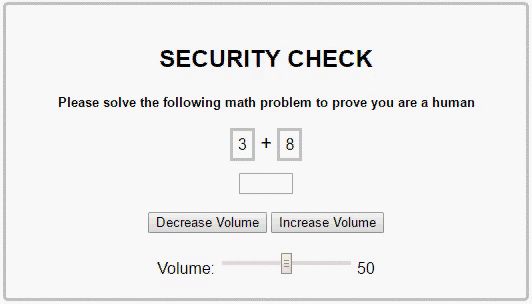 SECURITY CHECK
Please solve the following math problem to prove you are a human
3 + 8
Decrease Volume Increase Volume
Volume: 50